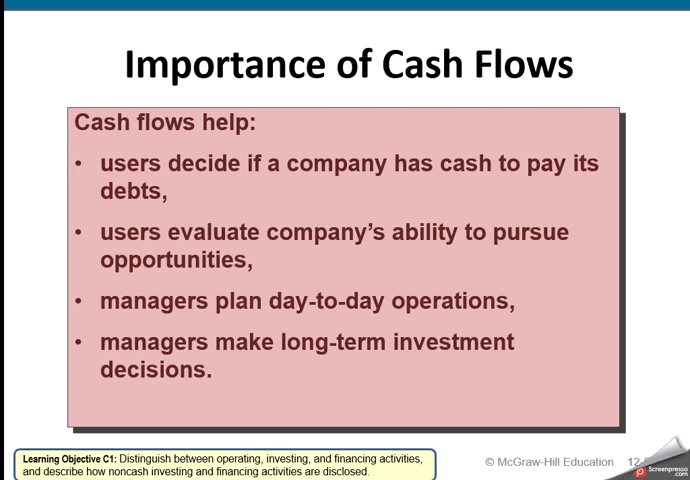 Importance of Cash Flows
Cash flows help:
• users decide if a company has cash to pay its
debts,
• users evaluate company’s ability to pursue
opportunities,
• managers plan day-to-day operations,
• managers make long-term investment
decisions.
Learning Objective C1: Distinguish between operating, investing, and financing activities,
and describe how noncash investing and financing activities are disclosed.
© McGraw-Hill Education
Screenpresso.com